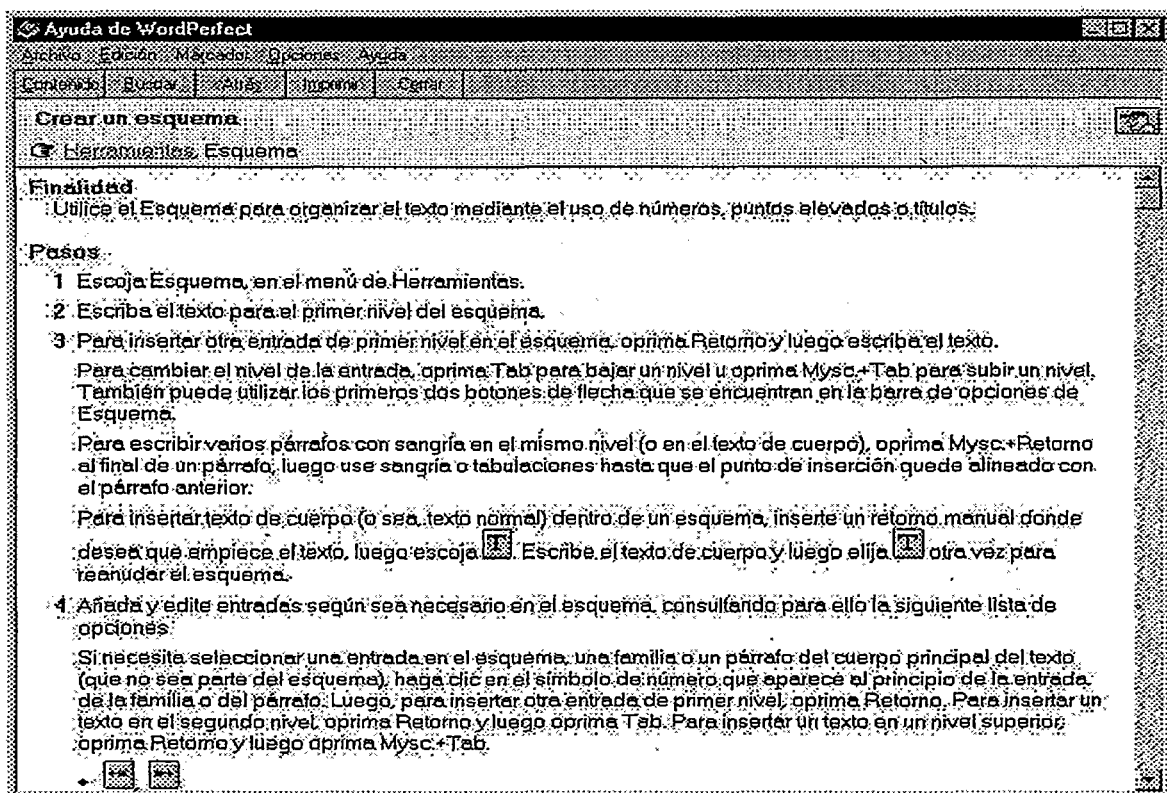 Ayuda de WordPerfect
Archivo Edición Marcador Opciones Ayuda
Contenido Buscar Atrás Imprimir Cerrar
Crear un esquema
Herramientas, Esquema
Finalidad
Utilice el Esquema para organizar el texto mediante el uso de números, puntos elevados o títulos.
Pasos
1 Escoja Esquema, en el menú de Herramientas.
2 Escriba el texto para el primer nivel del esquema.
3 Para insertar otra entrada de primer nivel en el esquema, oprima Retorno y luego escriba el texto.
Para cambiar el nivel de la entrada, oprima Tab para bajar un nivel u oprima Mysc.+Tab para subir un nivel.
También puede utilizar los primeros dos botones de flecha que se encuentran en la barra de opciones de
Esquema.
Para escribir varios párrafos con sangría en el mismo nivel (o en el texto de cuerpo), oprima Mysc.+Retorno
al final de un párrafo, luego use sangría o tabulaciones hasta que el punto de inserción quede alineado con
el párrafo anterior.
Para insertar texto de cuerpo (o sea, texto normal) dentro de un esquema, inserte un retorno manual donde
desea que empiece el texto, luego escoja T. Escribe el texto de cuerpo y luego elija T otra vez para
reanudar el esquema.
4 Añada y edite entradas según sea necesario en el esquema, consultando para ello la siguiente lista de
opciones:
Si necesita seleccionar una entrada en el esquema, una familia o un párrafo del cuerpo principal del texto
(que no sea parte del esquema), haga clic en el símbolo de número que aparece al principio de la entrada,
de la familia o del párrafo. Luego, para insertar otra entrada de primer nivel, oprima Retorno. Para insertar un
texto en el segundo nivel, oprima Retorno y luego oprima Tab. Para insertar un texto en un nivel superior,
oprima Retorno y luego oprima Mysc.+Tab.